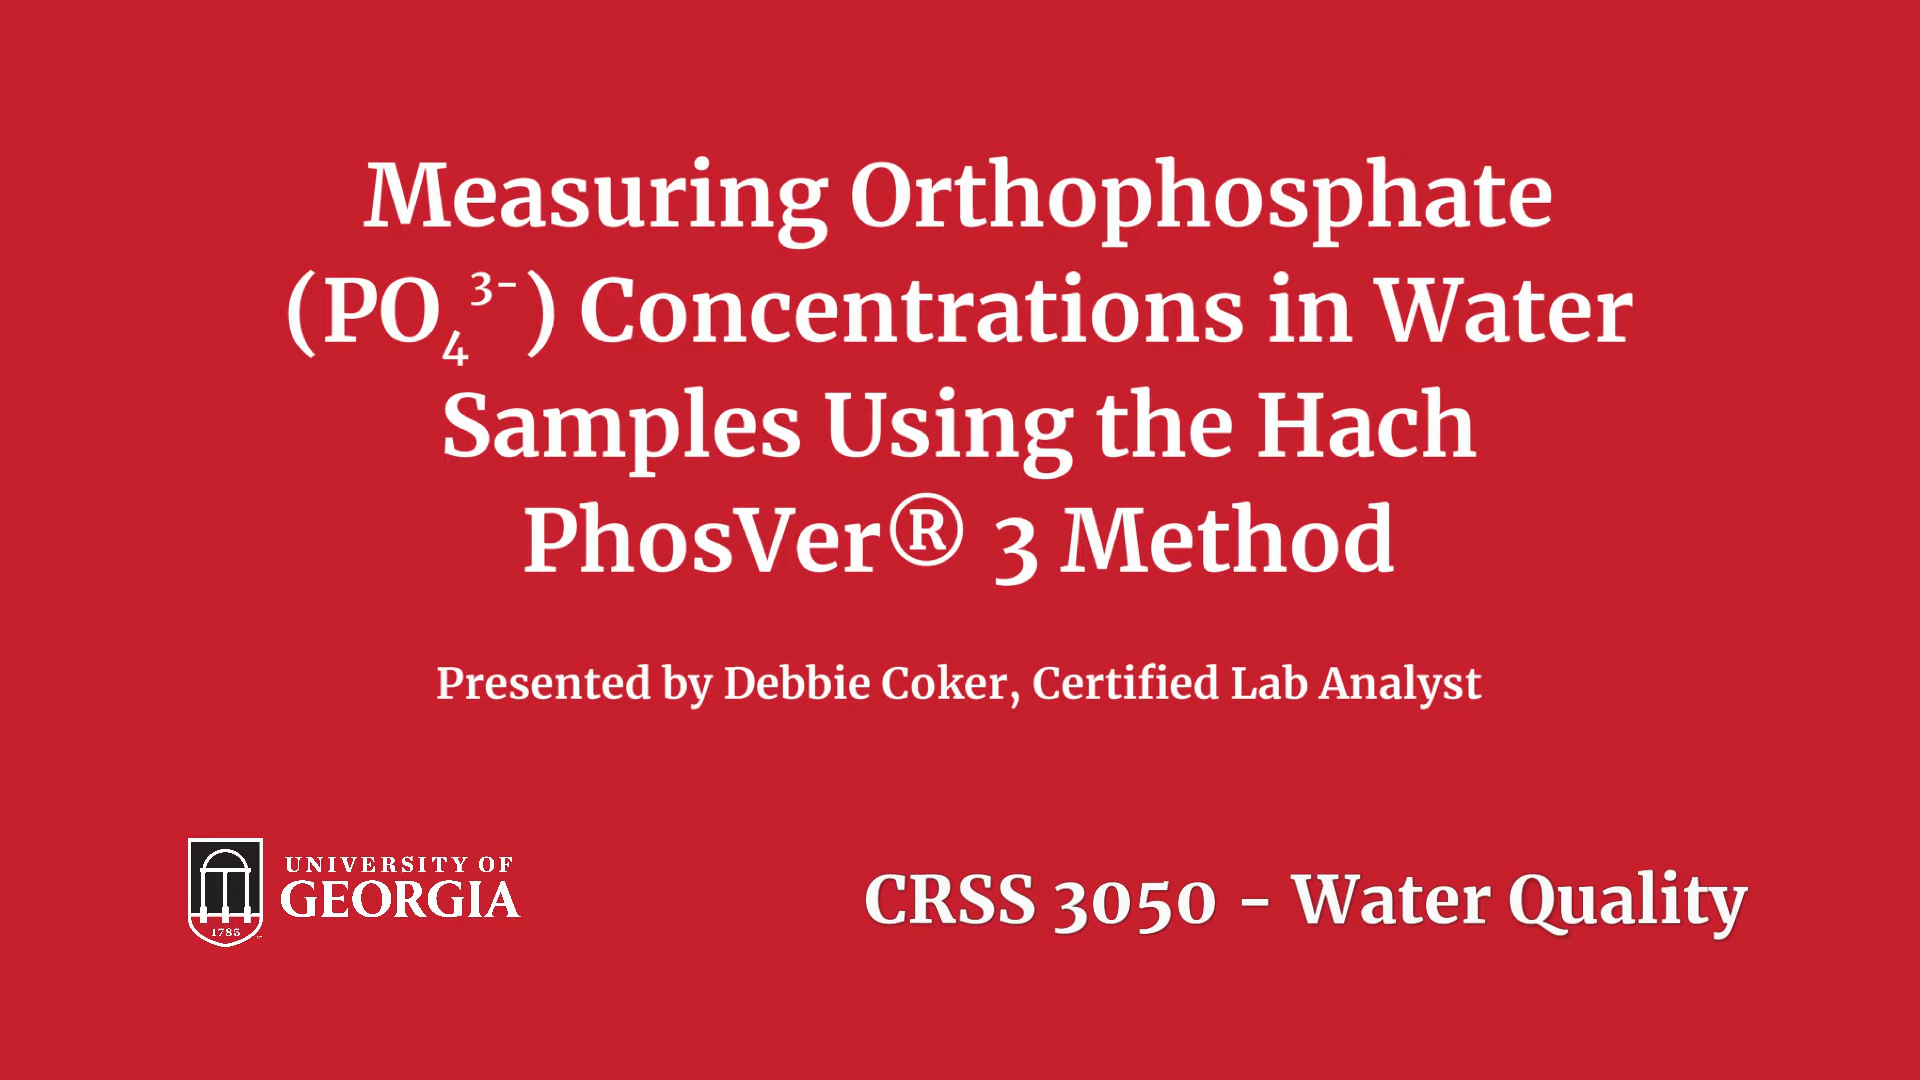 Measuring Orthophosphate
(PO₄³⁻) Concentrations in Water
Samples Using the Hach
PhosVer® 3 Method
Presented by Debbie Coker, Certified Lab Analyst
UNIVERSITY OF
GEORGIA
1785
CRSS 3050 - Water Quality